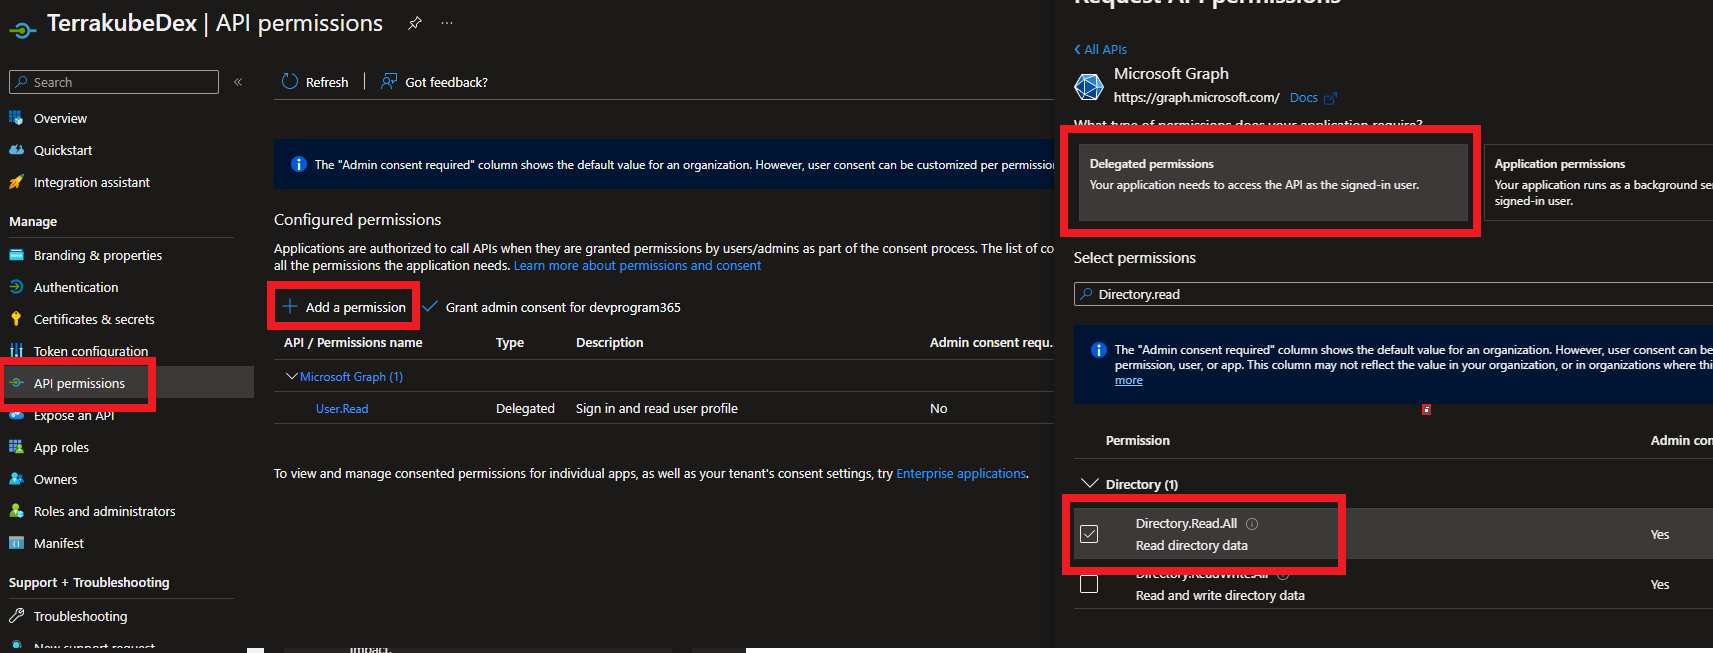 TerrakubeDex | API permissions
Search
Overview
Quickstart
Integration assistant
Manage
Branding & properties
Authentication
Certificates & secrets
Token configuration
API permissions
Expose an API
App roles
Owners
Roles and administrators
Manifest
Support + Troubleshooting
Troubleshooting
New support request
Refresh
Got feedback?
The "Admin consent required" column shows the default value for an organization. However, user consent can be customized per permission
Configured permissions
Applications are authorized to call APIs when they are granted permissions by users/admins as part of the consent process. The list of co
all the permissions the application needs. Learn more about permissions and consent
Add a permission
Grant admin consent for devprogram365
API / Permissions name Type Description Admin consent requ...
Microsoft Graph (1)
User.Read Delegated Sign in and read user profile No
To view and manage consented permissions for individual apps, as well as your tenant's consent settings, try Enterprise applications.
Impact.
Request API permissions
All APIs
Microsoft Graph
https://graph.microsoft.com/ Docs
What type of permissions does your application require?
Delegated permissions
Your application needs to access the API as the signed-in user.
Application permissions
Your application runs as a background se
signed-in user.
Select permissions
Directory.read
The "Admin consent required" column shows the default value for an organization. However, user consent can be
permission, user, or app. This column may not reflect the value in your organization, or in organizations where thi
more
Permission Admin con
Directory (1)
Directory.Read.All
Read directory data
Yes
Directory.ReadWrite.All
Read and write directory data
Yes